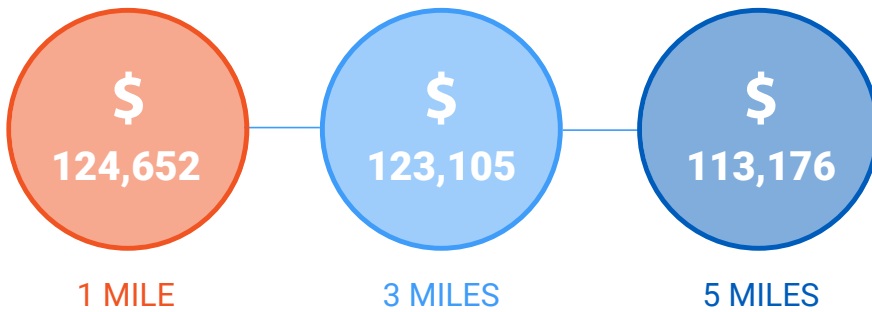 $
124,652
1 MILE
$
123,105
3 MILES
$
113,176
5 MILES